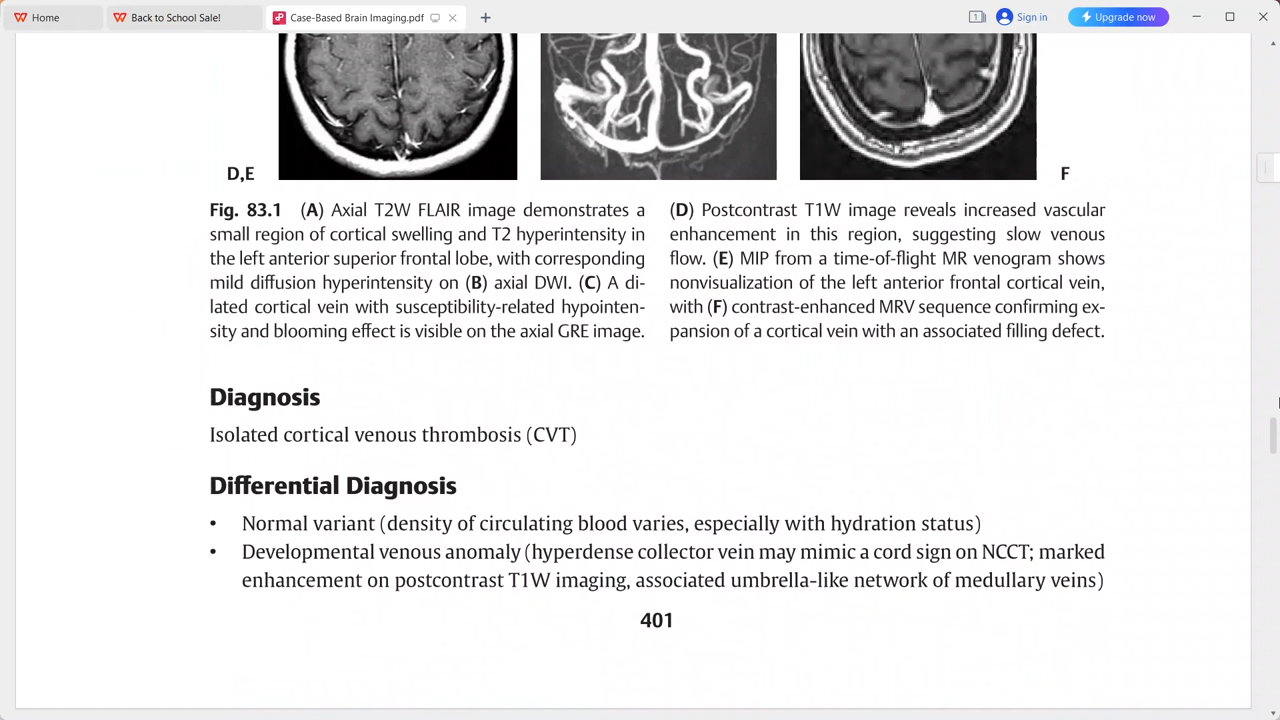 Home
Back to School Sale!
Case-Based Brain Imaging.pdf
1
Sign in
Upgrade now
D,E
F
Fig. 83.1 (A) Axial T2W FLAIR image demonstrates a
small region of cortical swelling and T2 hyperintensity in
the left anterior superior frontal lobe, with corresponding
mild diffusion hyperintensity on (B) axial DWI. (C) A di-
lated cortical vein with susceptibility-related hypointen-
sity and blooming effect is visible on the axial GRE image.
(D) Postcontrast T1W image reveals increased vascular
enhancement in this region, suggesting slow venous
flow. (E) MIP from a time-of-flight MR venogram shows
nonvisualization of the left anterior frontal cortical vein,
with (F) contrast-enhanced MRV sequence confirming ex-
pansion of a cortical vein with an associated filling defect.
Diagnosis
Isolated cortical venous thrombosis (CVT)
Differential Diagnosis
• Normal variant (density of circulating blood varies, especially with hydration status)
• Developmental venous anomaly (hyperdense collector vein may mimic a cord sign on NCCT; marked
enhancement on postcontrast T1W imaging, associated umbrella-like network of medullary veins)
401